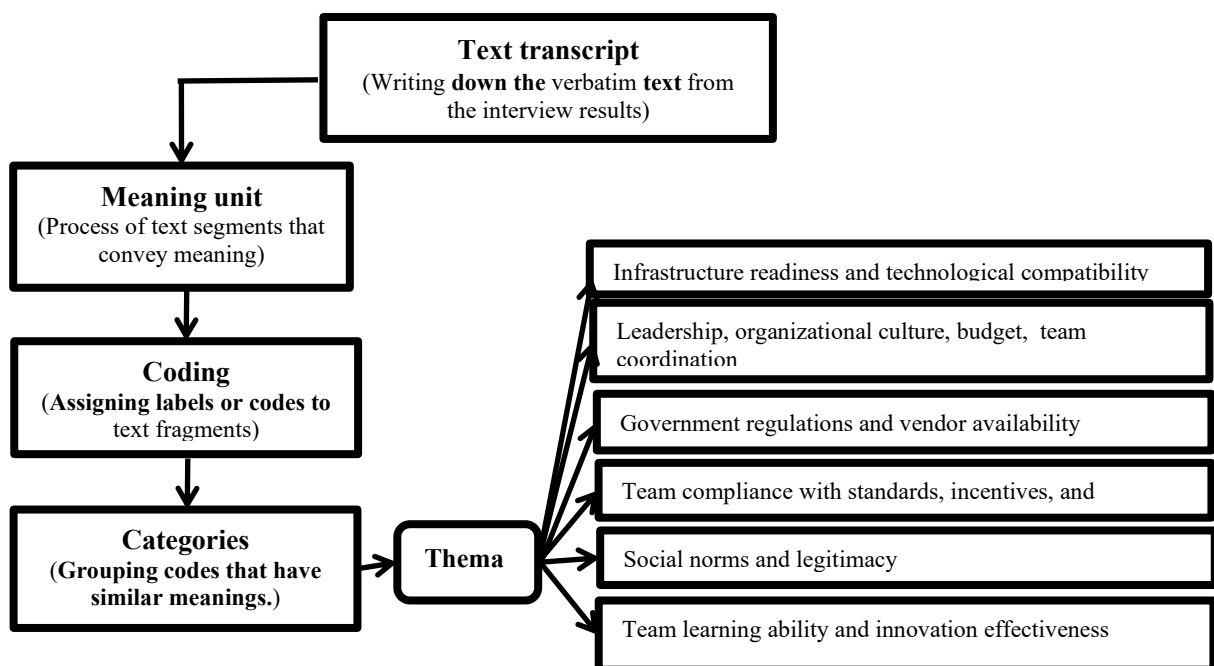 Text transcript
(Writing down the verbatim text from
the interview results)
Meaning unit
(Process of text segments that
convey meaning)
Coding
(Assigning labels or codes to
text fragments)
Categories
(Grouping codes that have
similar meanings.)
Thema
Infrastructure readiness and technological compatibility
Leadership, organizational culture, budget, team
coordination
Government regulations and vendor availability
Team compliance with standards, incentives, and
Social norms and legitimacy
Team learning ability and innovation effectiveness